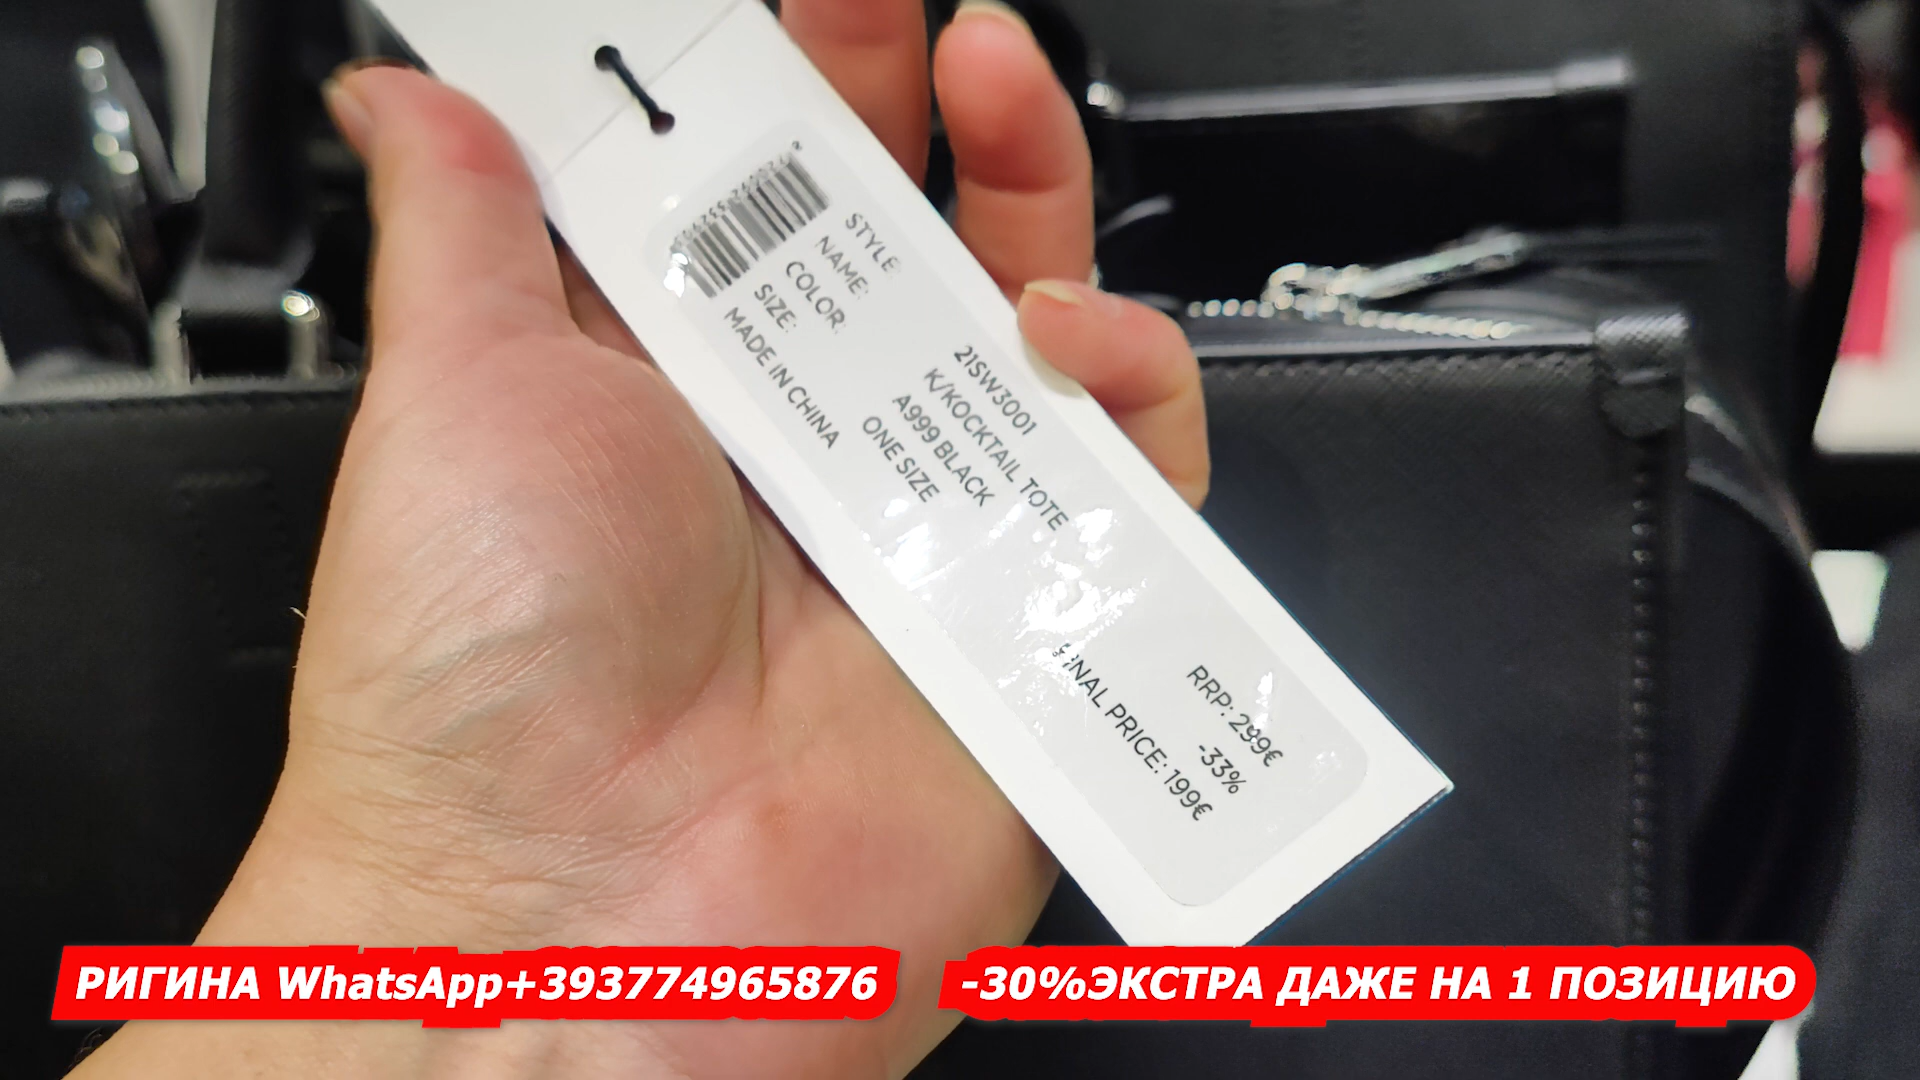 STYLE: 21SW3001
NAME: K/KOCKTAIL TOTE
COLOR: A999 BLACK
SIZE: ONE SIZE
MADE IN CHINA
RRP: 299€
-33%
FINAL PRICE: 199€
РИГИНА WhatsApp+393774965876
-30%ЭКСТРА ДАЖЕ НА 1 ПОЗИЦИЮ